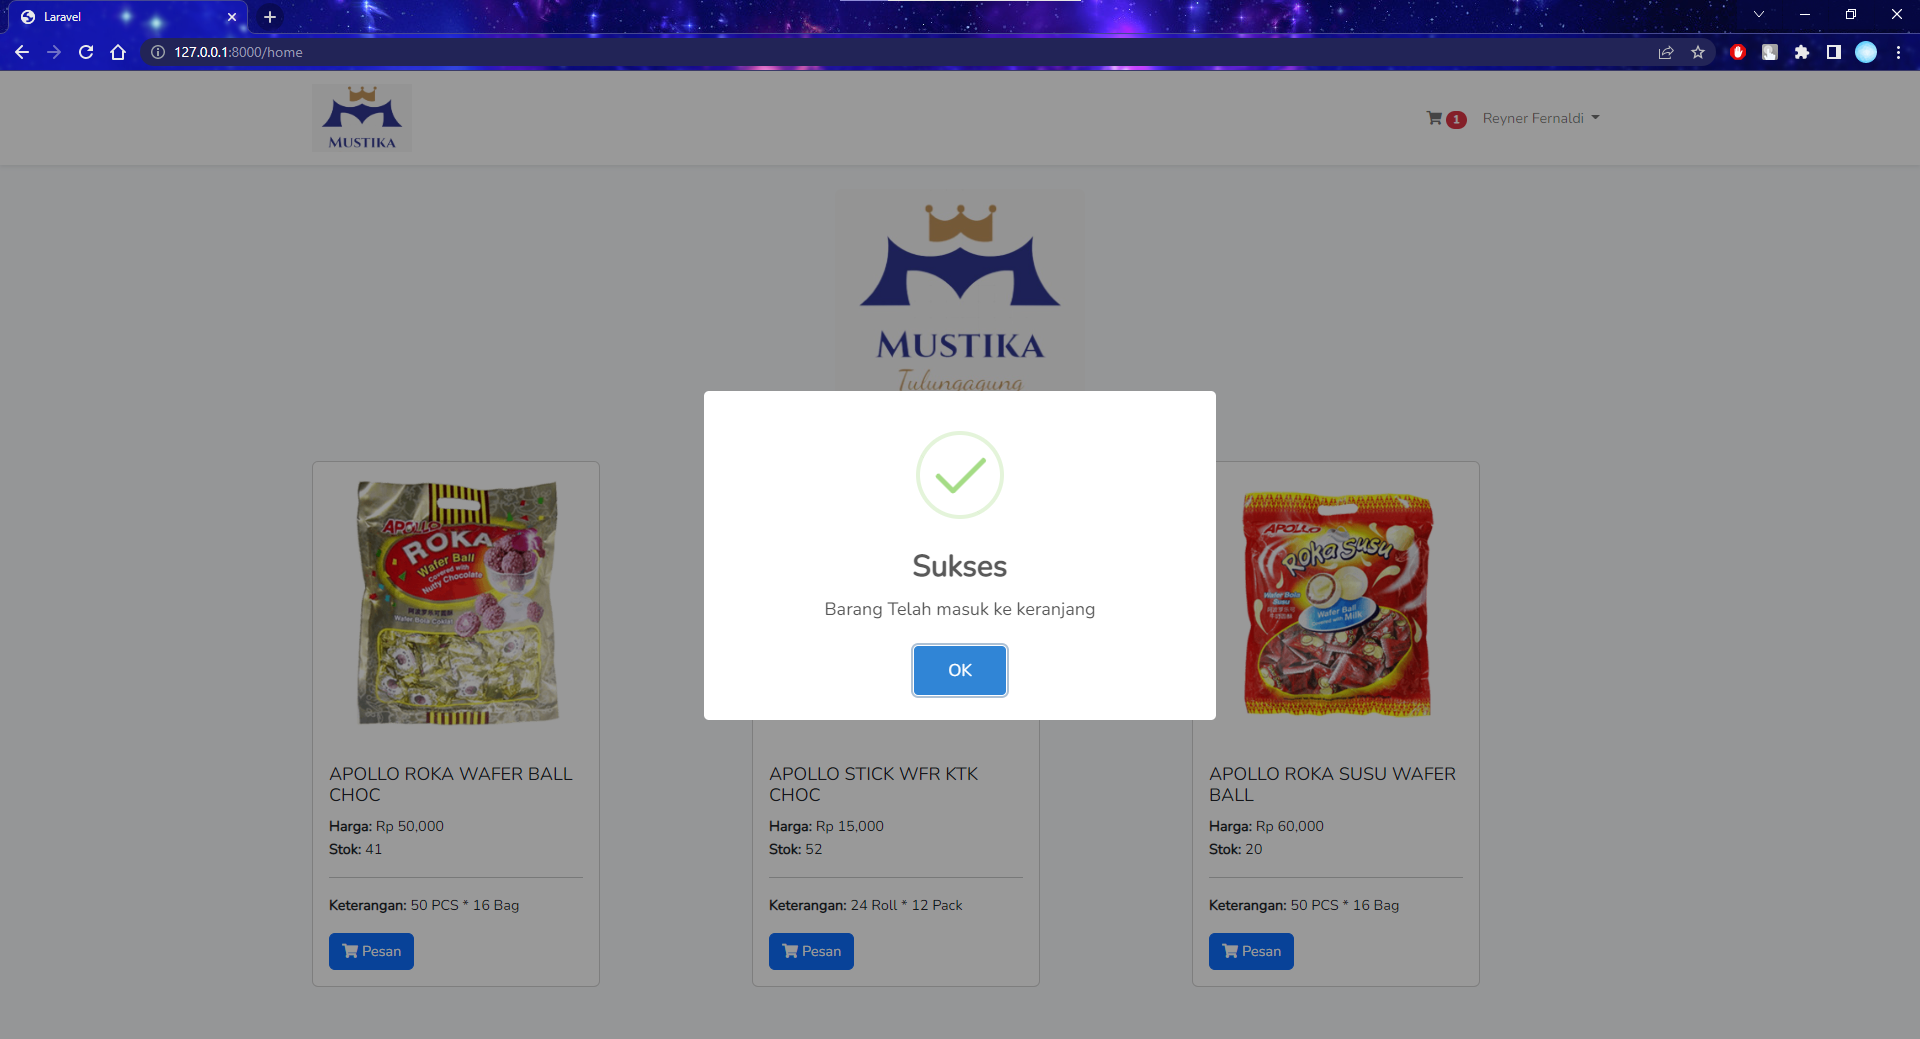 Laravel
127.0.0.1:8000/home
MUSTIKA
1
Reyner Fernaldi
MUSTIKA
Tulungagung
Sukses
Barang Telah masuk ke keranjang
OK
APOLLO
ROKA
Wafer Ball
Covered with
Nutty Chocolate
APOLLO
Roka Susu
Wafer Bola
Susu
Wafer Ball
Covered with Milk
APOLLO ROKA WAFER BALL
CHOC
Harga: Rp 50,000
Stok: 41
Keterangan: 50 PCS * 16 Bag
Pesan
APOLLO STICK WFR KTK
CHOC
Harga: Rp 15,000
Stok: 52
Keterangan: 24 Roll * 12 Pack
Pesan
APOLLO ROKA SUSU WAFER
BALL
Harga: Rp 60,000
Stok: 20
Keterangan: 50 PCS * 16 Bag
Pesan